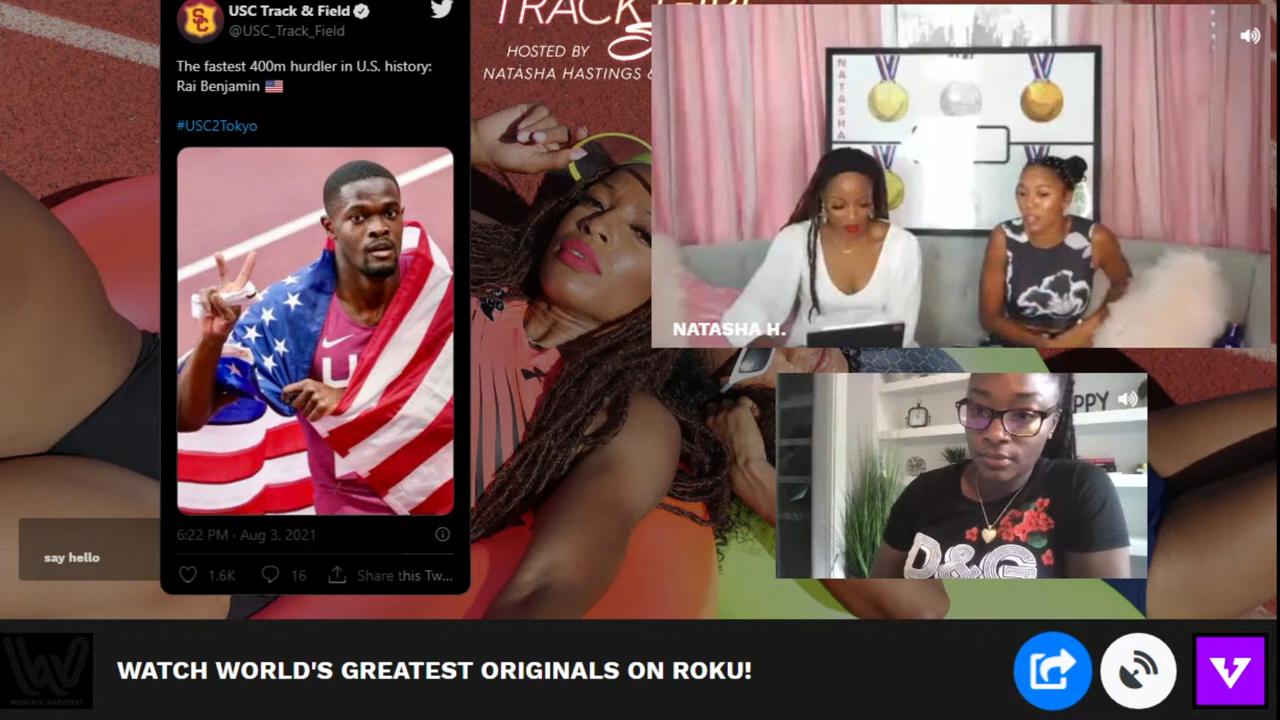 USC Track & Field
@USC_Track_Field
The fastest 400m hurdler in U.S. history:
Rai Benjamin 🇺🇸
#USC2Tokyo
6:22 PM · Aug 3, 2021
1.6K
16
Share this Tw...
say hello
HOSTED BY
NATASHA HASTINGS &
NATASHA
NATASHA H.
PPY
D&G
WATCH WORLD'S GREATEST ORIGINALS ON ROKU!